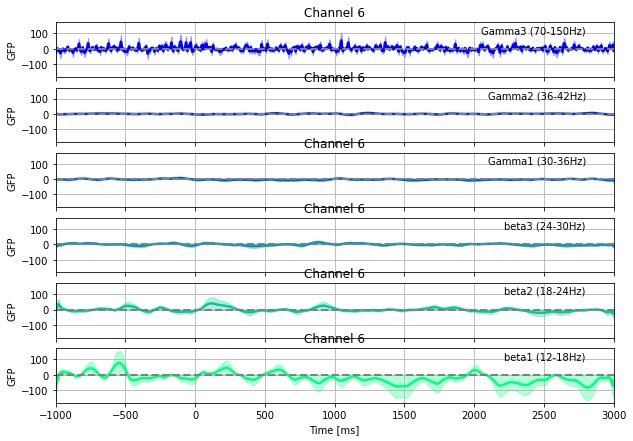 Channel 6
GFP
100
0
−100
Gamma3 (70-150Hz)
Channel 6
GFP
100
0
−100
Gamma2 (36-42Hz)
Channel 6
GFP
100
0
−100
Gamma1 (30-36Hz)
Channel 6
GFP
100
0
−100
beta3 (24-30Hz)
Channel 6
GFP
100
0
−100
beta2 (18-24Hz)
Channel 6
GFP
100
0
−100
beta1 (12-18Hz)
−1000 −500 0 500 1000 1500 2000 2500 3000
Time [ms]